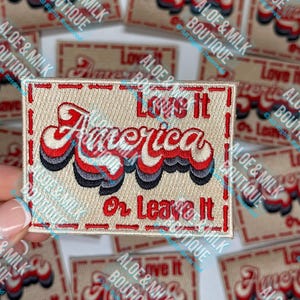 Love It
America
Or Leave It
ALOE & MILK
BOUTIQUE